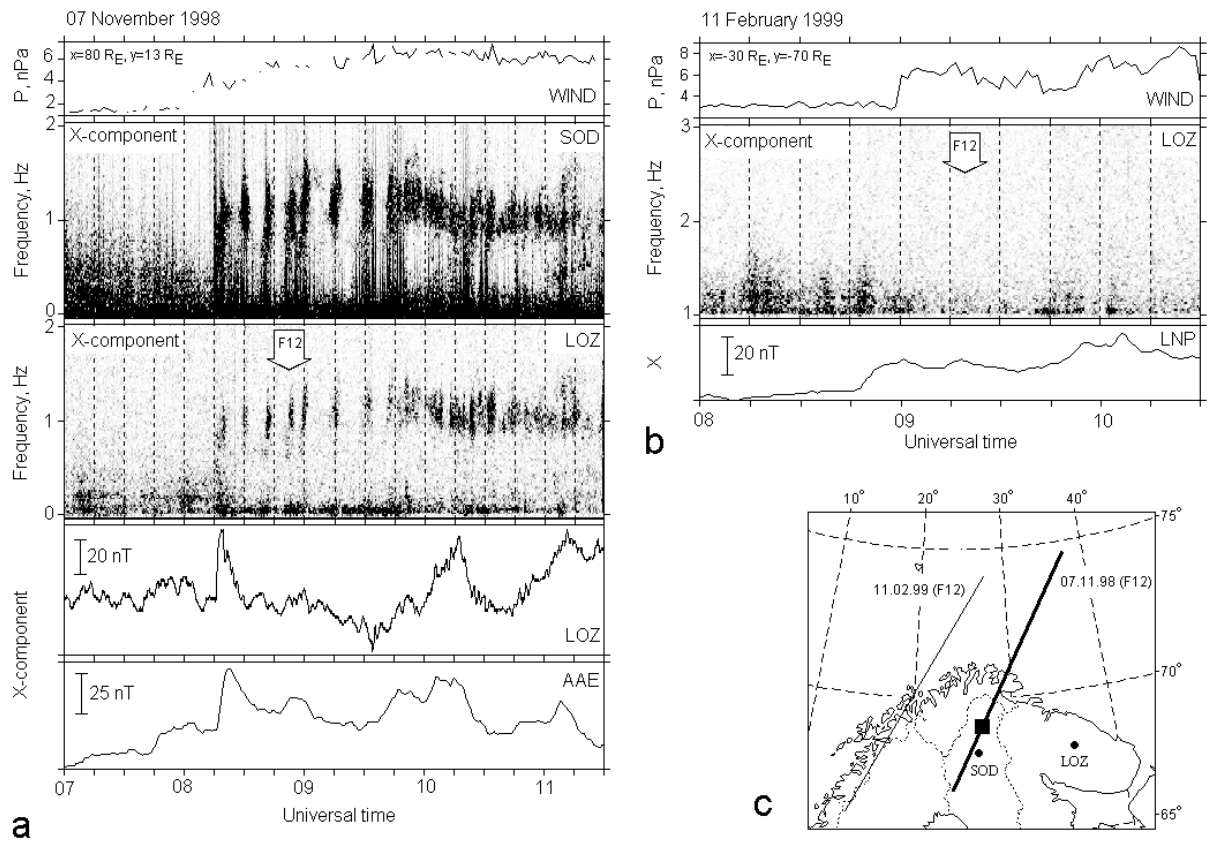 07 November 1998
P, nPa
6
4
2
x=80 RE, y=13 RE
WIND
Frequency, Hz
2
1
0
X-component
SOD
Frequency, Hz
2
1
0
X-component
F12
LOZ
X-component
20 nT
LOZ
25 nT
AAE
07 08 09 10 11
Universal time
a
11 February 1999
P, nPa
8
6
4
x=-30 RE, y=-70 RE
WIND
Frequency, Hz
3
2
1
X-component
F12
LOZ
X
20 nT
LNP
08 09 10
Universal time
b
10° 20° 30° 40°
75°
70°
65°
11.02.99 (F12)
07.11.98 (F12)
SOD
LOZ
c